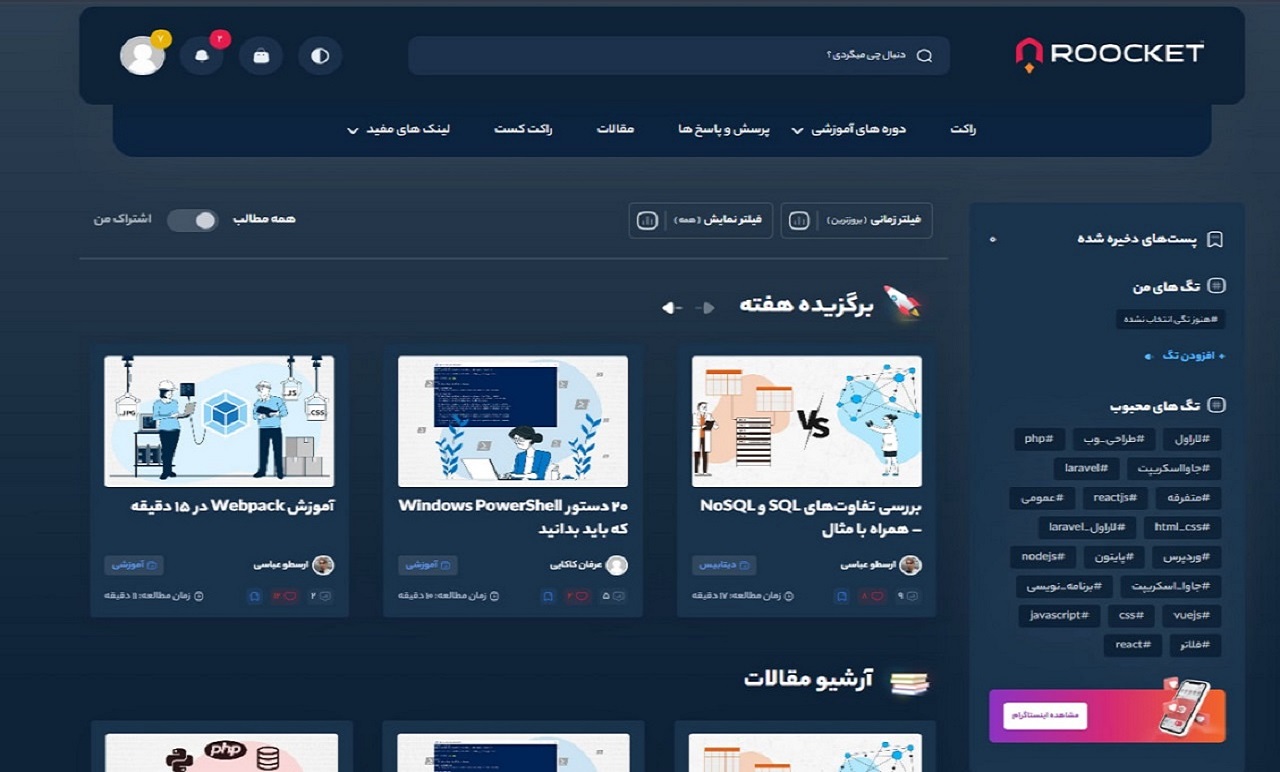 ROOCKET
دنبال چی میگردی؟
۳
۷
راکت
دوره های آموزشی
پرسش و پاسخ ها
مقالات
راکت کست
لینک های مفید
پست‌های ذخیره شده
۰
تگ های من
#هنوز تگی انتخاب نشده
+ افزودن تگ
تگ های محبوب
#لاراول #طراحی_وب #php
#جاوااسکریپت #laravel
#متفرقه #reactjs #عمومی
#html_css #لاراول_laravel
#وردپرس #پایتون #nodejs
#جاوا_اسکریپت #برنامه_نویسی
#vuejs #css #javascript
#فلاتر #react
مشاهده اینستاگرام
فیلتر زمانی (بروزترین)
فیلتر نمایش (همه)
همه مطالب
اشتراک من
برگزیده هفته
VS
بررسی تفاوت‌های SQL و NoSQL
– همراه با مثال
ارسطو عباسی
دیتابیس
زمان مطالعه: ۱۷ دقیقه
۹
۸
۲۰ دستور Windows PowerShell
که باید بدانید
عرفان کاکایی
آموزشی
زمان مطالعه: ۱۰ دقیقه
۵
۲
.JPG
.JS
.CSS
آموزش Webpack در ۱۵ دقیقه
ارسطو عباسی
آموزشی
زمان مطالعه: ۱۱ دقیقه
۲
۱۲
آرشیو مقالات
php